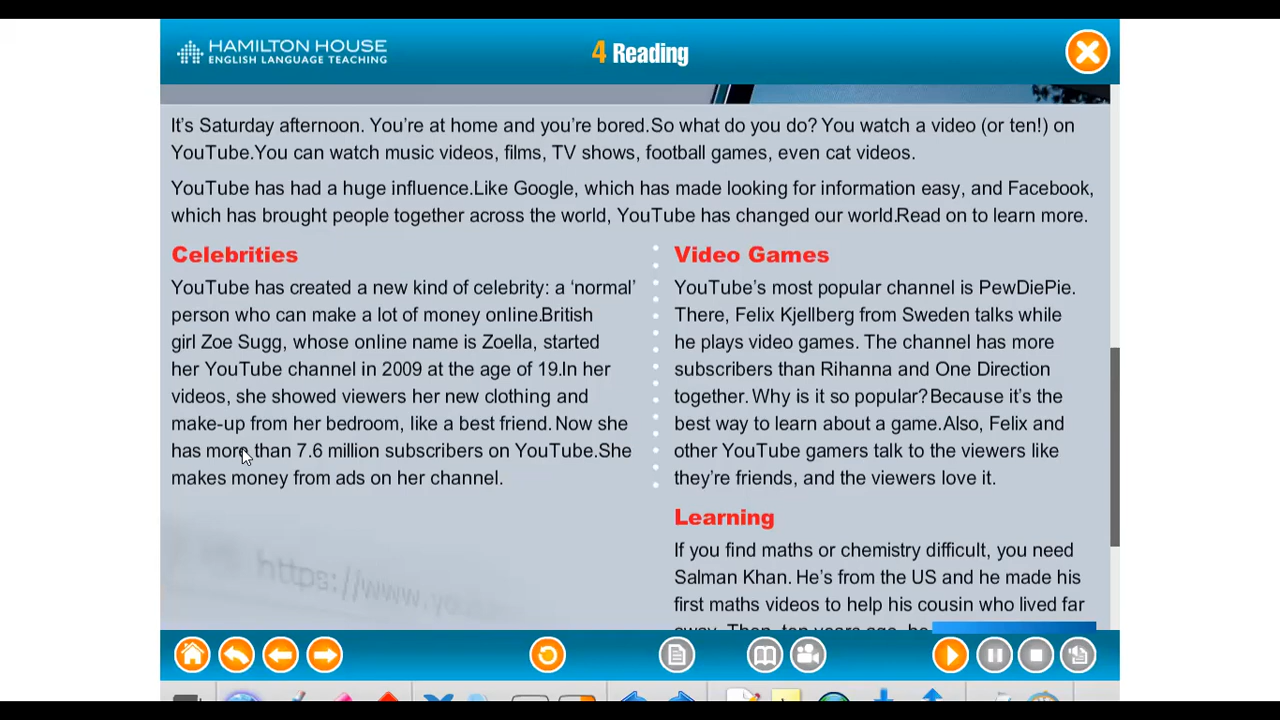 HAMILTON HOUSE
ENGLISH LANGUAGE TEACHING
4 Reading
It's Saturday afternoon. You're at home and you're bored.So what do you do? You watch a video (or ten!) on
YouTube.You can watch music videos, films, TV shows, football games, even cat videos.
YouTube has had a huge influence.Like Google, which has made looking for information easy, and Facebook,
which has brought people together across the world, YouTube has changed our world.Read on to learn more.
Celebrities
YouTube has created a new kind of celebrity: a ‘normal’
person who can make a lot of money online.British
girl Zoe Sugg, whose online name is Zoella, started
her YouTube channel in 2009 at the age of 19.In her
videos, she showed viewers her new clothing and
make-up from her bedroom, like a best friend. Now she
has more than 7.6 million subscribers on YouTube.She
makes money from ads on her channel.
https://www.yo
Video Games
YouTube's most popular channel is PewDiePie.
There, Felix Kjellberg from Sweden talks while
he plays video games. The channel has more
subscribers than Rihanna and One Direction
together. Why is it so popular? Because it's the
best way to learn about a game.Also, Felix and
other YouTube gamers talk to the viewers like
they're friends, and the viewers love it.
Learning
If you find maths or chemistry difficult, you need
Salman Khan. He's from the US and he made his
first maths videos to help his cousin who lived far
away. Then, ten years ago, he